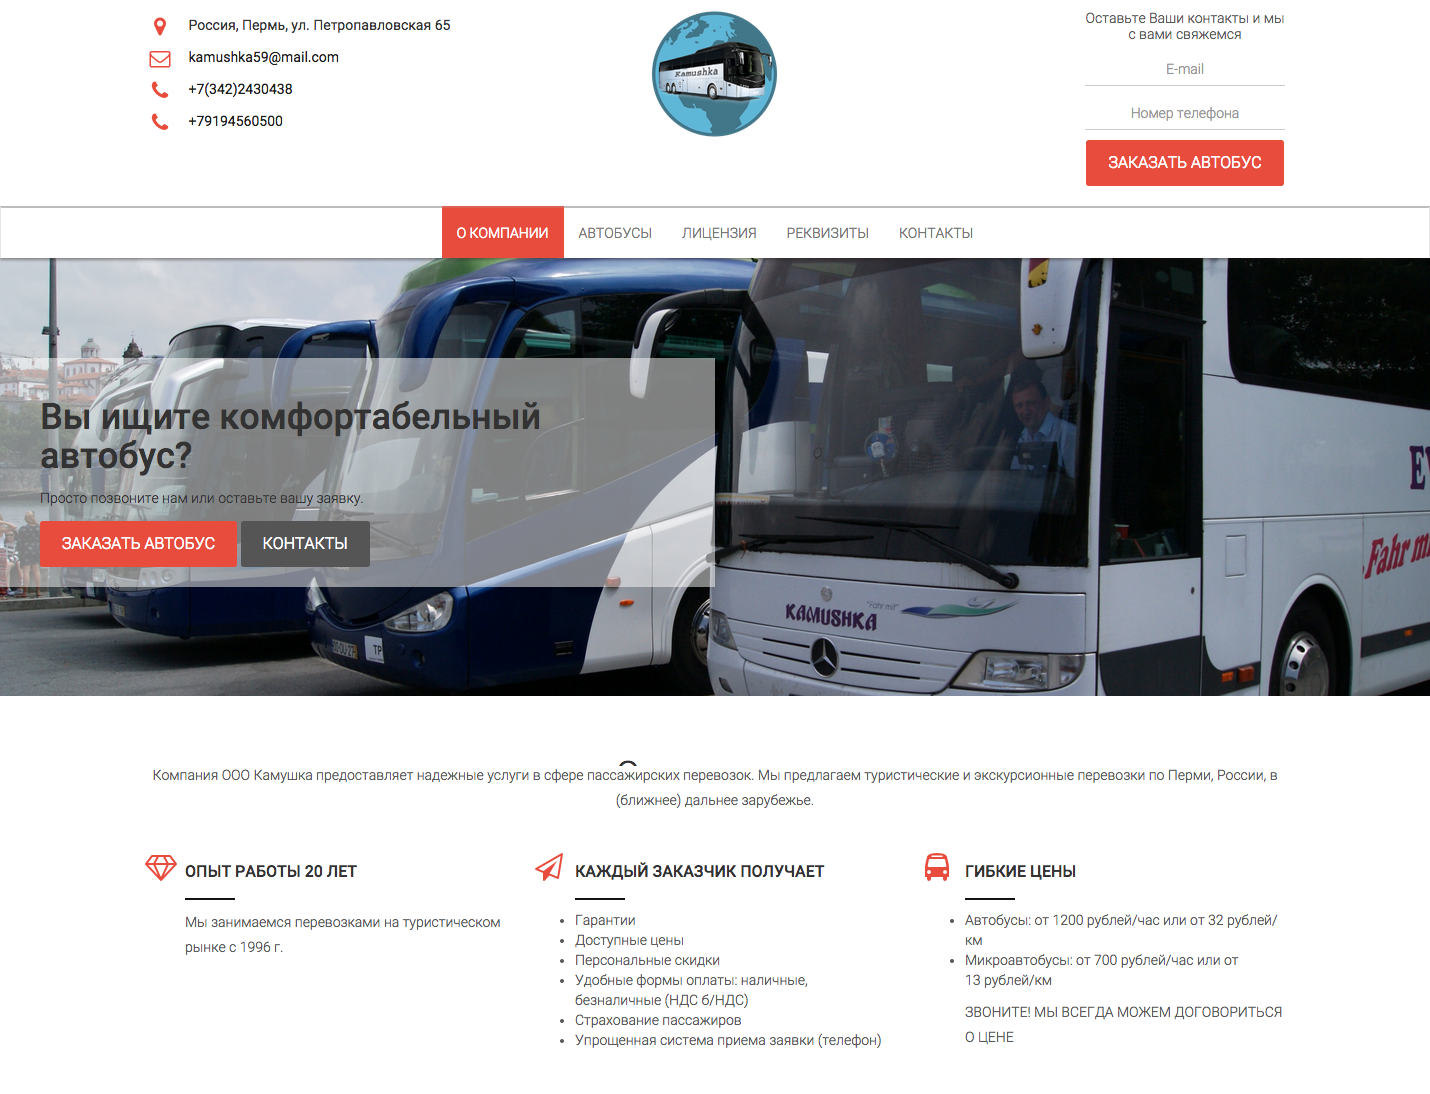 Россия, Пермь, ул. Петропавловская 65
kamushka59@mail.com
+7(342)2430438
+79194560500
Kamushka
Оставьте Ваши контакты и мы
с вами свяжемся
E-mail
Номер телефона
ЗАКАЗАТЬ АВТОБУС
О КОМПАНИИ
АВТОБУСЫ
ЛИЦЕНЗИЯ
РЕКВИЗИТЫ
КОНТАКТЫ
Вы ищите комфортабельный
автобус?
Просто позвоните нам или оставьте вашу заявку.
ЗАКАЗАТЬ АВТОБУС
КОНТАКТЫ
KAMUSHKA
"Fahr mit"
Fahr
Компания ООО Камушка предоставляет надежные услуги в сфере пассажирских перевозок. Мы предлагаем туристические и экскурсионные перевозки по Перми, России, в
(ближнее) дальнее зарубежье.
ОПЫТ РАБОТЫ 20 ЛЕТ
Мы занимаемся перевозками на туристическом
рынке с 1996 г.
КАЖДЫЙ ЗАКАЗЧИК ПОЛУЧАЕТ
• Гарантии
• Доступные цены
• Персональные скидки
• Удобные формы оплаты: наличные,
безналичные (НДС б/НДС)
• Страхование пассажиров
• Упрощенная система приема заявки (телефон)
ГИБКИЕ ЦЕНЫ
• Автобусы: от 1200 рублей/час или от 32 рублей/
км
• Микроавтобусы: от 700 рублей/час или от
13 рублей/км
ЗВОНИТЕ! МЫ ВСЕГДА МОЖЕМ ДОГОВОРИТЬСЯ
О ЦЕНЕ